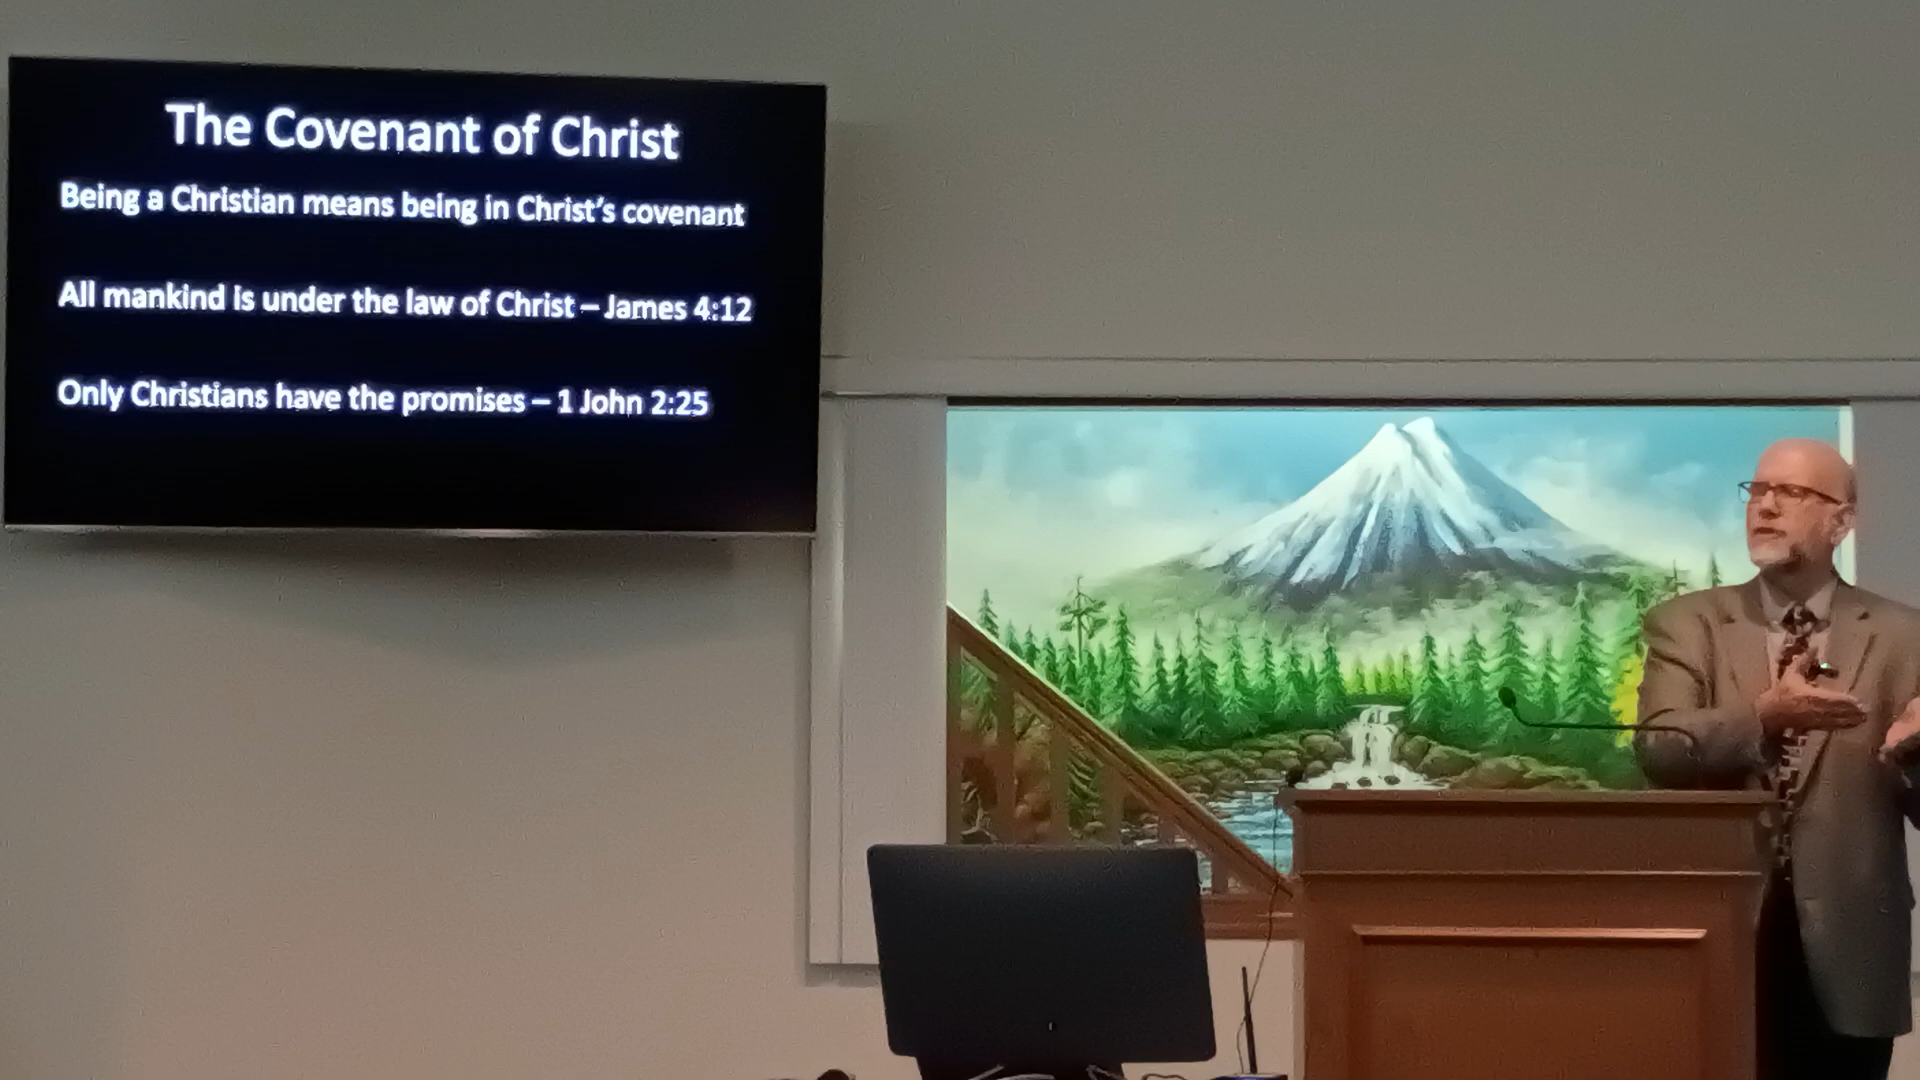 The Covenant of Christ
Being a Christian means being in Christ’s covenant
All mankind is under the law of Christ – James 4:12
Only Christians have the promises – 1 John 2:25